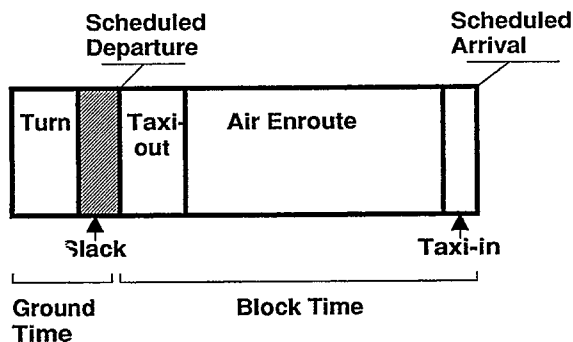 Scheduled
Departure
Scheduled
Arrival
Turn
Taxi-
out
Air Enroute
Slack
Taxi-in
Ground
Time
Block Time